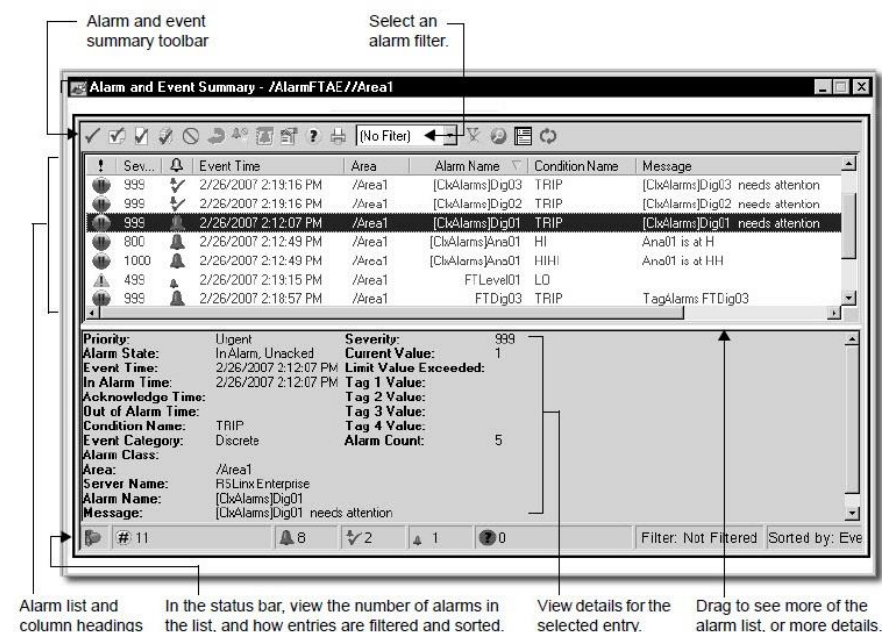 Alarm and event
summary toolbar
Select an
alarm filter.
Alarm and Event Summary - /AlarmFTAE//Area1
(No Filter)
! Sev... Event Time Area Alarm Name Condition Name Message
999 2/26/2007 2:19:16 PM /Area1 [ClxAlarms]Dig03 TRIP [ClxAlarms]Dig03 needs attention
999 2/26/2007 2:19:16 PM /Area1 [ClxAlarms]Dig02 TRIP [ClxAlarms]Dig02 needs attention
999 2/26/2007 2:12:07 PM /Area1 [ClxAlarms]Dig01 TRIP [ClxAlarms]Dig01 needs attention
800 2/26/2007 2:12:49 PM /Area1 [ClxAlarms]Ana01 HI Ana01 is at H
1000 2/26/2007 2:12:49 PM /Area1 [ClxAlarms]Ana01 HIHI Ana01 is at HH
499 2/26/2007 2:19:15 PM /Area1 FTLevel01 LO
999 2/26/2007 2:18:57 PM /Area1 FTDig03 TRIP TagAlarms FTDig03
Priority: Urgent Severity: 999
Alarm State: In Alarm, Unacked Current Value: 1
Event Time: 2/26/2007 2:12:07 PM Limit Value Exceeded:
In Alarm Time: 2/26/2007 2:12:07 PM Tag 1 Value:
Acknowledge Time: Tag 2 Value:
Out of Alarm Time: Tag 3 Value:
Condition Name: TRIP Tag 4 Value:
Event Category: Discrete Alarm Count: 5
Alarm Class:
Area: /Area1
Server Name: RSLinx Enterprise
Alarm Name: [ClxAlarms]Dig01
Message: [ClxAlarms]Dig01 needs attention
# 11 8 2 1 ? 0 Filter: Not Filtered Sorted by: Eve
Alarm list and
column headings
In the status bar, view the number of alarms in
the list, and how entries are filtered and sorted.
View details for the
selected entry.
Drag to see more of the
alarm list, or more details.